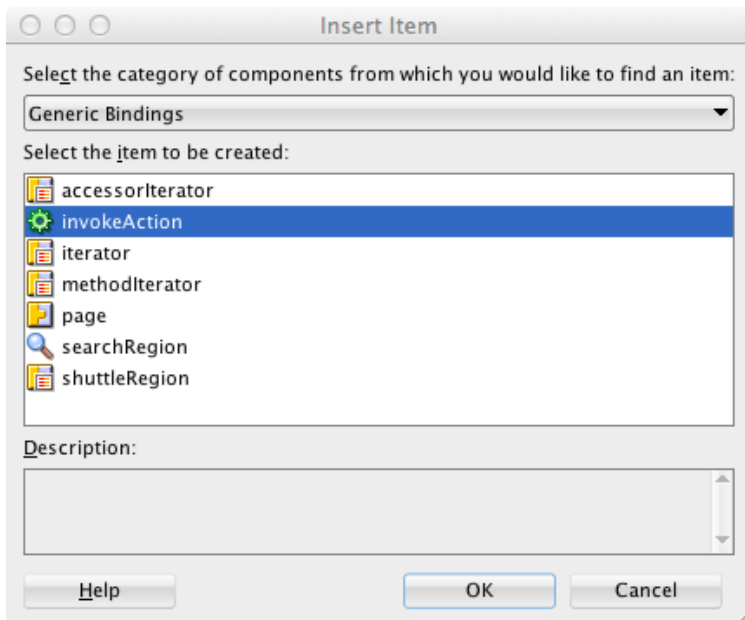 Insert Item
Select the category of components from which you would like to find an item:
Generic Bindings
Select the item to be created:
accessorIterator
invokeAction
iterator
methodIterator
page
searchRegion
shuttleRegion
Description:
Help OK Cancel